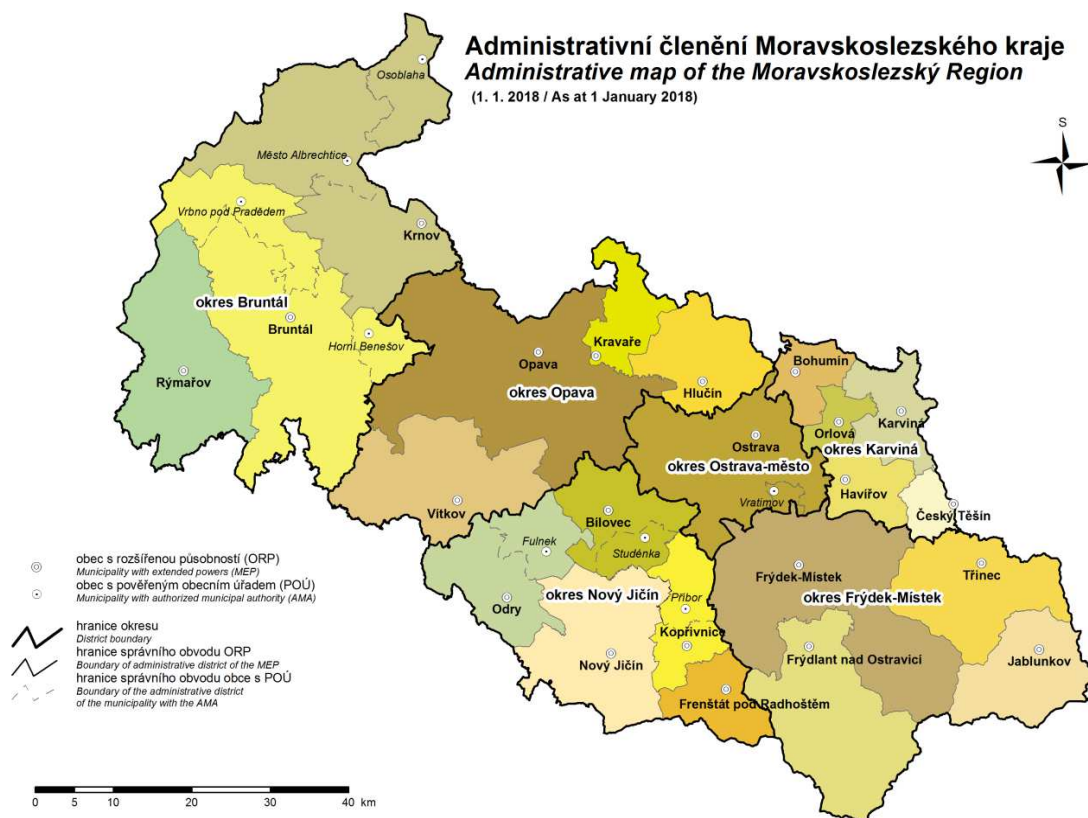 Administrativní členění Moravskoslezského kraje
Administrative map of the Moravskoslezský Region
(1. 1. 2018 / As at 1 January 2018)
S
Osoblaha
Město Albrechtice
Vrbno pod Pradědem
Krnov
okres Bruntál
Bruntál
Horní Benešov
Rýmařov
Kravaře
Opava
okres Opava
Hlučín
Bohumín
Karviná
Orlová
okres Karviná
Ostrava
okres Ostrava-město
Havířov
Vratimov
Český Těšín
Vítkov
Bílovec
Fulnek
Studénka
Odry
okres Nový Jičín
Příbor
Kopřivnice
Nový Jičín
Frenštát pod Radhoštěm
Frýdek-Místek
okres Frýdek-Místek
Třinec
Frýdlant nad Ostravicí
Jablunkov
obec s rozšířenou působností (ORP)
Municipality with extended powers (MEP)
obec s pověřeným obecním úřadem (POÚ)
Municipality with authorized municipal authority (AMA)
hranice okresu
District boundary
hranice správního obvodu ORP
Boundary of administrative district of the MEP
hranice správního obvodu obce s POÚ
Boundary of the administrative district
of the municipality with the AMA
0 5 10 20 30 40 km